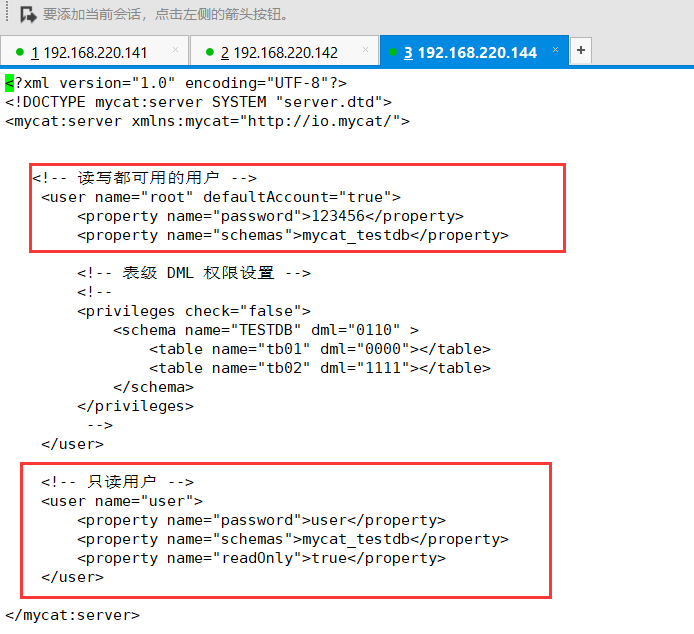 要添加当前会话，点击左侧的箭头按钮。
1 192.168.220.141 × 2 192.168.220.142 × 3 192.168.220.144 × +
<?xml version="1.0" encoding="UTF-8"?>
<!DOCTYPE mycat:server SYSTEM "server.dtd">
<mycat:server xmlns:mycat="http://io.mycat/">
<!-- 读写都可用的用户 -->
<user name="root" defaultAccount="true">
<property name="password">123456</property>
<property name="schemas">mycat_testdb</property>
<!-- 表级 DML 权限设置 -->
<!--
<privileges check="false">
<schema name="TESTDB" dml="0110" >
<table name="tb01" dml="0000"></table>
<table name="tb02" dml="1111"></table>
</schema>
</privileges>
-->
</user>
<!-- 只读用户 -->
<user name="user">
<property name="password">user</property>
<property name="schemas">mycat_testdb</property>
<property name="readOnly">true</property>
</user>
</mycat:server>